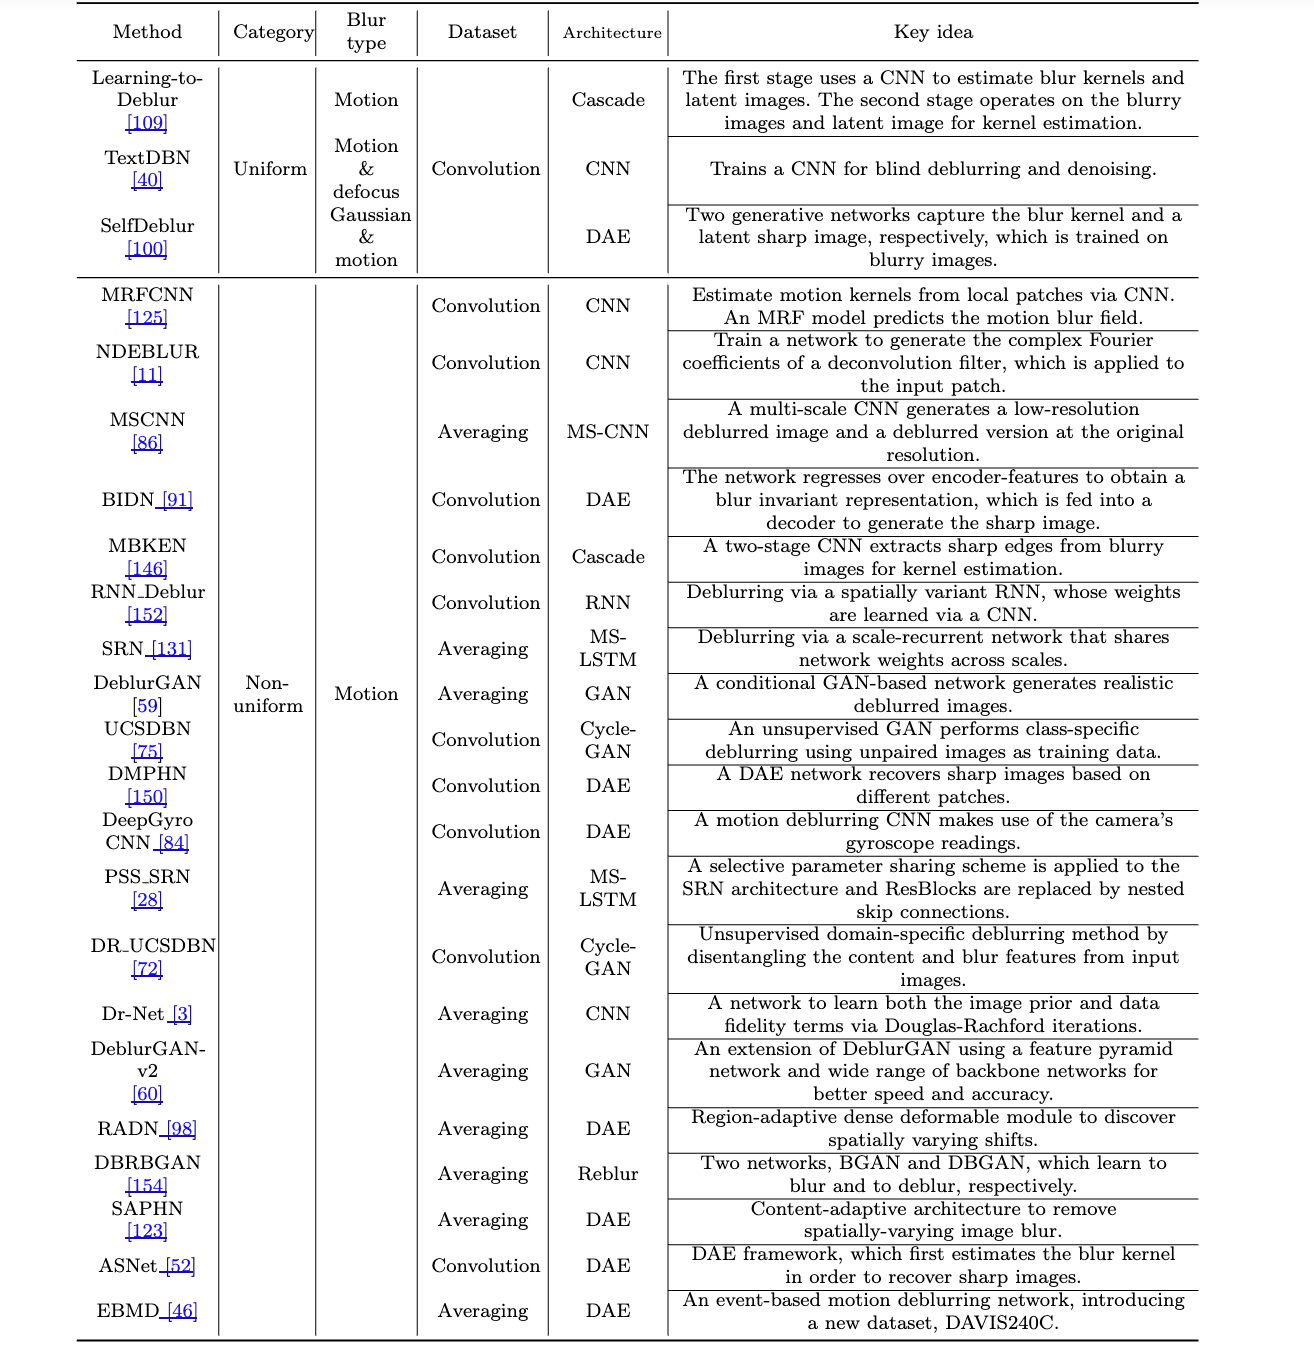 Method Category Blur type Dataset Architecture Key idea
Learning-to-Deblur [109] Uniform Motion Convolution Cascade The first stage uses a CNN to estimate blur kernels and
latent images. The second stage operates on the blurry
images and latent image for kernel estimation.
TextDBN [40] Motion & defocus CNN Trains a CNN for blind deblurring and denoising.
SelfDeblur [100] Gaussian & motion DAE Two generative networks capture the blur kernel and a
latent sharp image, respectively, which is trained on
blurry images.
MRFCNN [125] Non-uniform Motion Convolution CNN Estimate motion kernels from local patches via CNN.
An MRF model predicts the motion blur field.
NDEBLUR [11] Convolution CNN Train a network to generate the complex Fourier
coefficients of a deconvolution filter, which is applied to
the input patch.
MSCNN [86] Averaging MS-CNN A multi-scale CNN generates a low-resolution
deblurred image and a deblurred version at the original
resolution.
BIDN [91] Convolution DAE The network regresses over encoder-features to obtain a
blur invariant representation, which is fed into a
decoder to generate the sharp image.
MBKEN [146] Convolution Cascade A two-stage CNN extracts sharp edges from blurry
images for kernel estimation.
RNN_Deblur [152] Convolution RNN Deblurring via a spatially variant RNN, whose weights
are learned via a CNN.
SRN [131] Averaging MS-LSTM Deblurring via a scale-recurrent network that shares
network weights across scales.
DeblurGAN [59] Averaging GAN A conditional GAN-based network generates realistic
deblurred images.
UCSDBN [75] Convolution Cycle-GAN An unsupervised GAN performs class-specific
deblurring using unpaired images as training data.
DMPHN [150] Convolution DAE A DAE network recovers sharp images based on
different patches.
DeepGyro CNN [84] Convolution DAE A motion deblurring CNN makes use of the camera's
gyroscope readings.
PSS_SRN [28] Averaging MS-LSTM A selective parameter sharing scheme is applied to the
SRN architecture and ResBlocks are replaced by nested
skip connections.
DR_UCSDBN [72] Convolution Cycle-GAN Unsupervised domain-specific deblurring method by
disentangling the content and blur features from input
images.
Dr-Net [3] Averaging CNN A network to learn both the image prior and data
fidelity terms via Douglas-Rachford iterations.
DeblurGAN-v2 [60] Averaging GAN An extension of DeblurGAN using a feature pyramid
network and wide range of backbone networks for
better speed and accuracy.
RADN [98] Averaging DAE Region-adaptive dense deformable module to discover
spatially varying shifts.
DBRBGAN [154] Averaging Reblur Two networks, BGAN and DBGAN, which learn to
blur and to deblur, respectively.
SAPHN [123] Averaging DAE Content-adaptive architecture to remove
spatially-varying image blur.
ASNet [52] Convolution DAE DAE framework, which first estimates the blur kernel
in order to recover sharp images.
EBMD [46] Averaging DAE An event-based motion deblurring network, introducing
a new dataset, DAVIS240C.